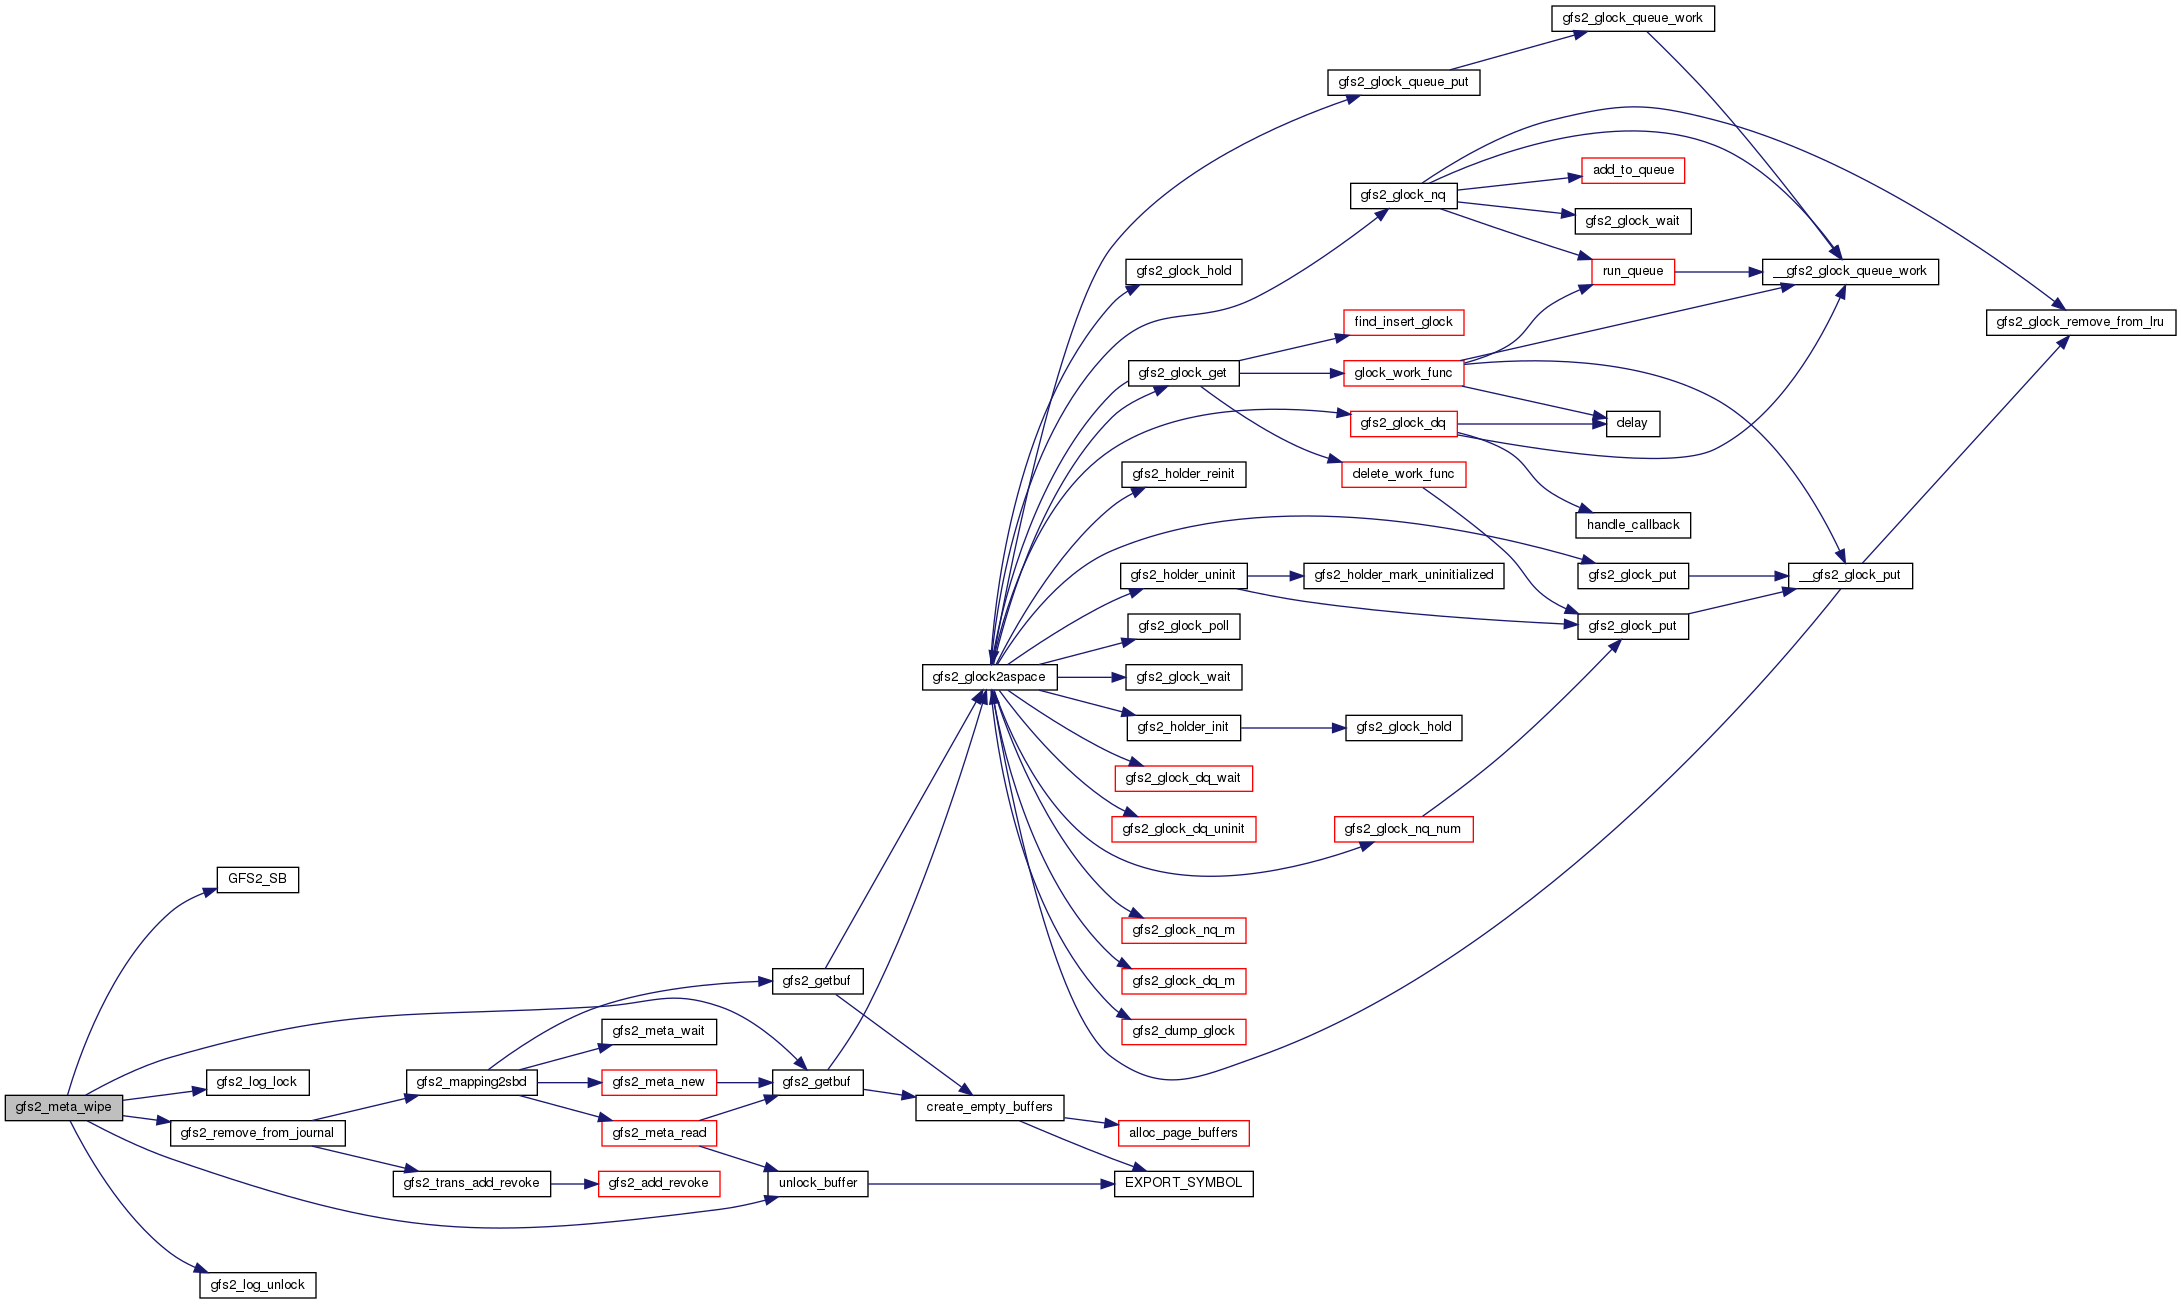 gfs2_glock_queue_work
gfs2_glock_queue_put
add_to_queue
gfs2_glock_nq
gfs2_glock_wait
gfs2_glock_hold
run_queue
__gfs2_glock_queue_work
find_insert_glock
gfs2_glock_remove_from_lru
gfs2_glock_get
glock_work_func
gfs2_glock_dq
delay
gfs2_holder_reinit
delete_work_func
handle_callback
gfs2_holder_uninit
gfs2_holder_mark_uninitialized
gfs2_glock_put
__gfs2_glock_put
gfs2_glock_poll
gfs2_glock_put
gfs2_glock2aspace
gfs2_glock_wait
gfs2_holder_init
gfs2_glock_hold
gfs2_glock_dq_wait
gfs2_glock_dq_uninit
gfs2_glock_nq_num
GFS2_SB
gfs2_glock_nq_m
gfs2_getbuf
gfs2_glock_dq_m
gfs2_meta_wait
gfs2_dump_glock
gfs2_log_lock
gfs2_mapping2sbd
gfs2_meta_new
gfs2_getbuf
gfs2_meta_wipe
create_empty_buffers
gfs2_remove_from_journal
gfs2_meta_read
alloc_page_buffers
gfs2_trans_add_revoke
gfs2_add_revoke
unlock_buffer
EXPORT_SYMBOL
gfs2_log_unlock